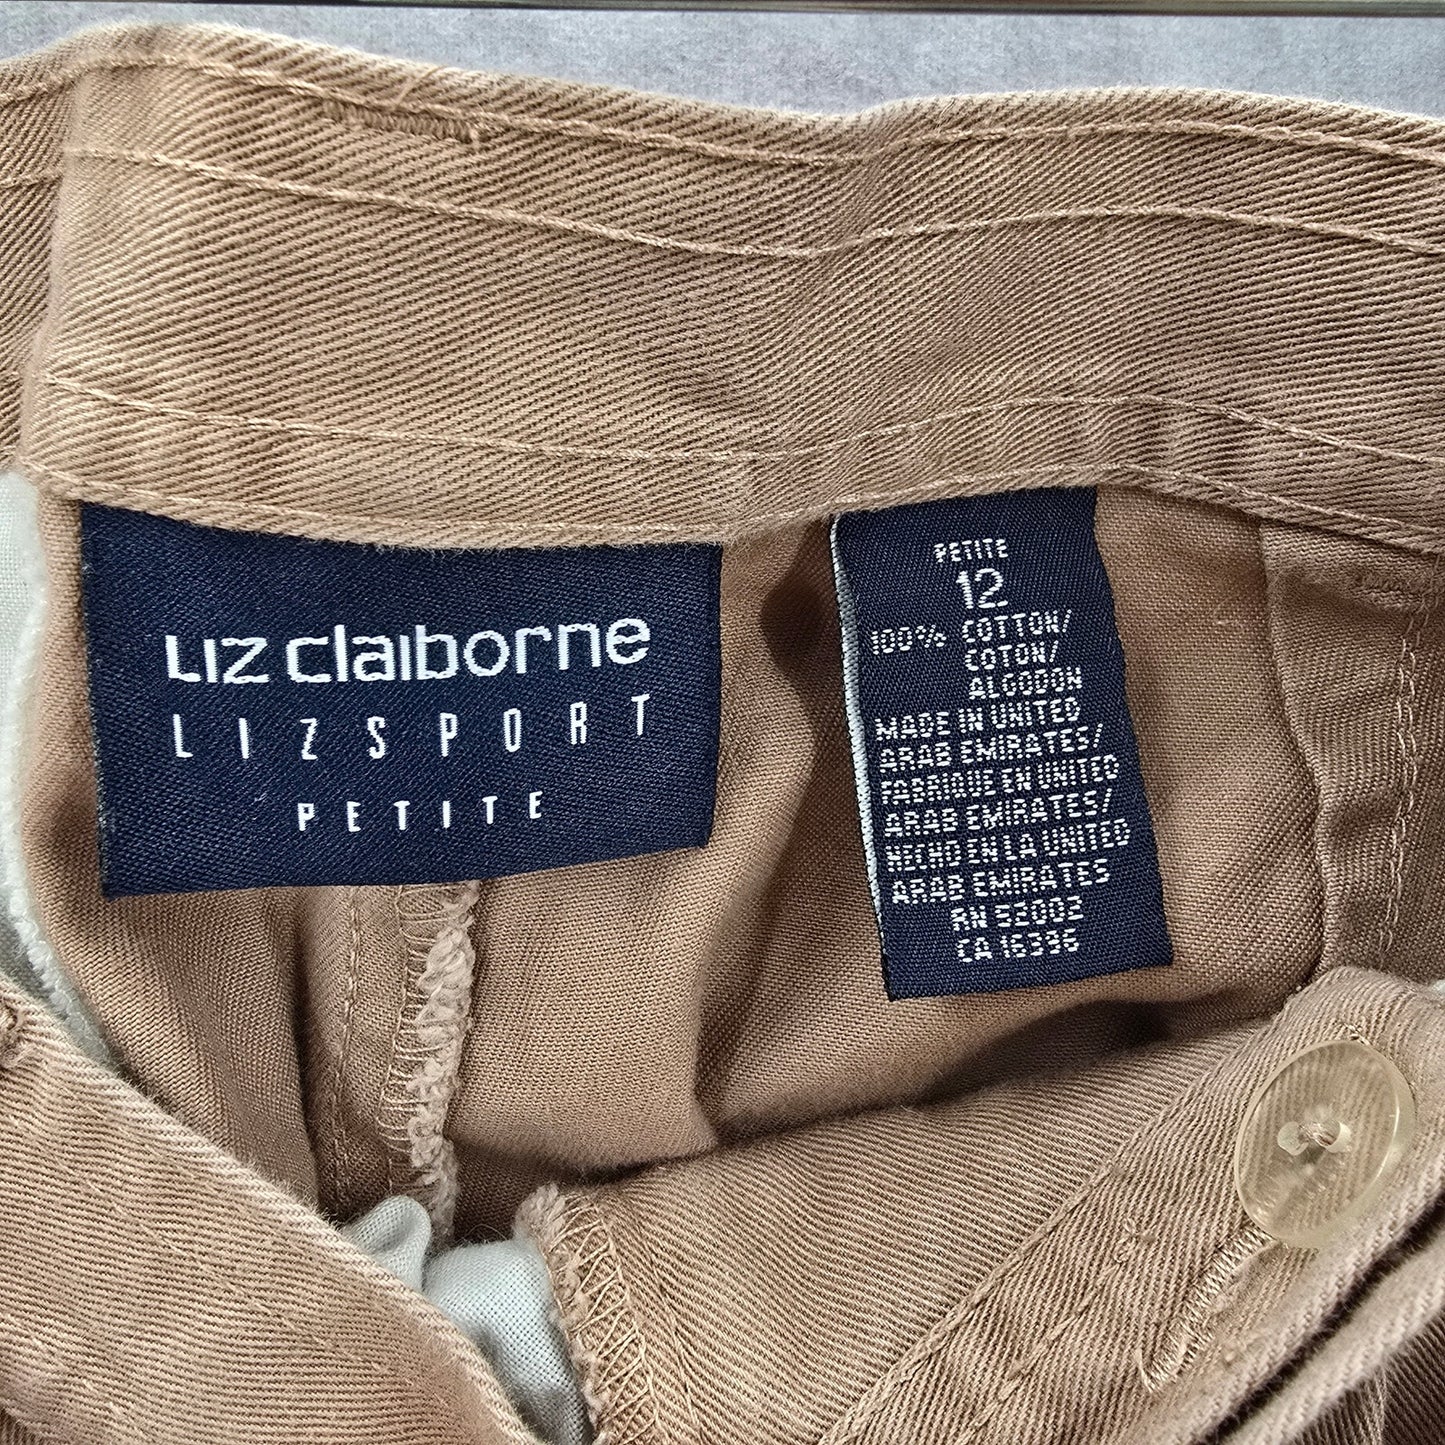 Liz claiborne
LIZSPORT
PETITE
PETITE
12
100% COTTON/
COTON/
ALGODON
MADE IN UNITED
ARAB EMIRATES/
FABRIQUE EN UNITED
ARAB EMIRATES/
HECHO EN LA UNITED
ARAB EMIRATES
RN 52002
CA 16396